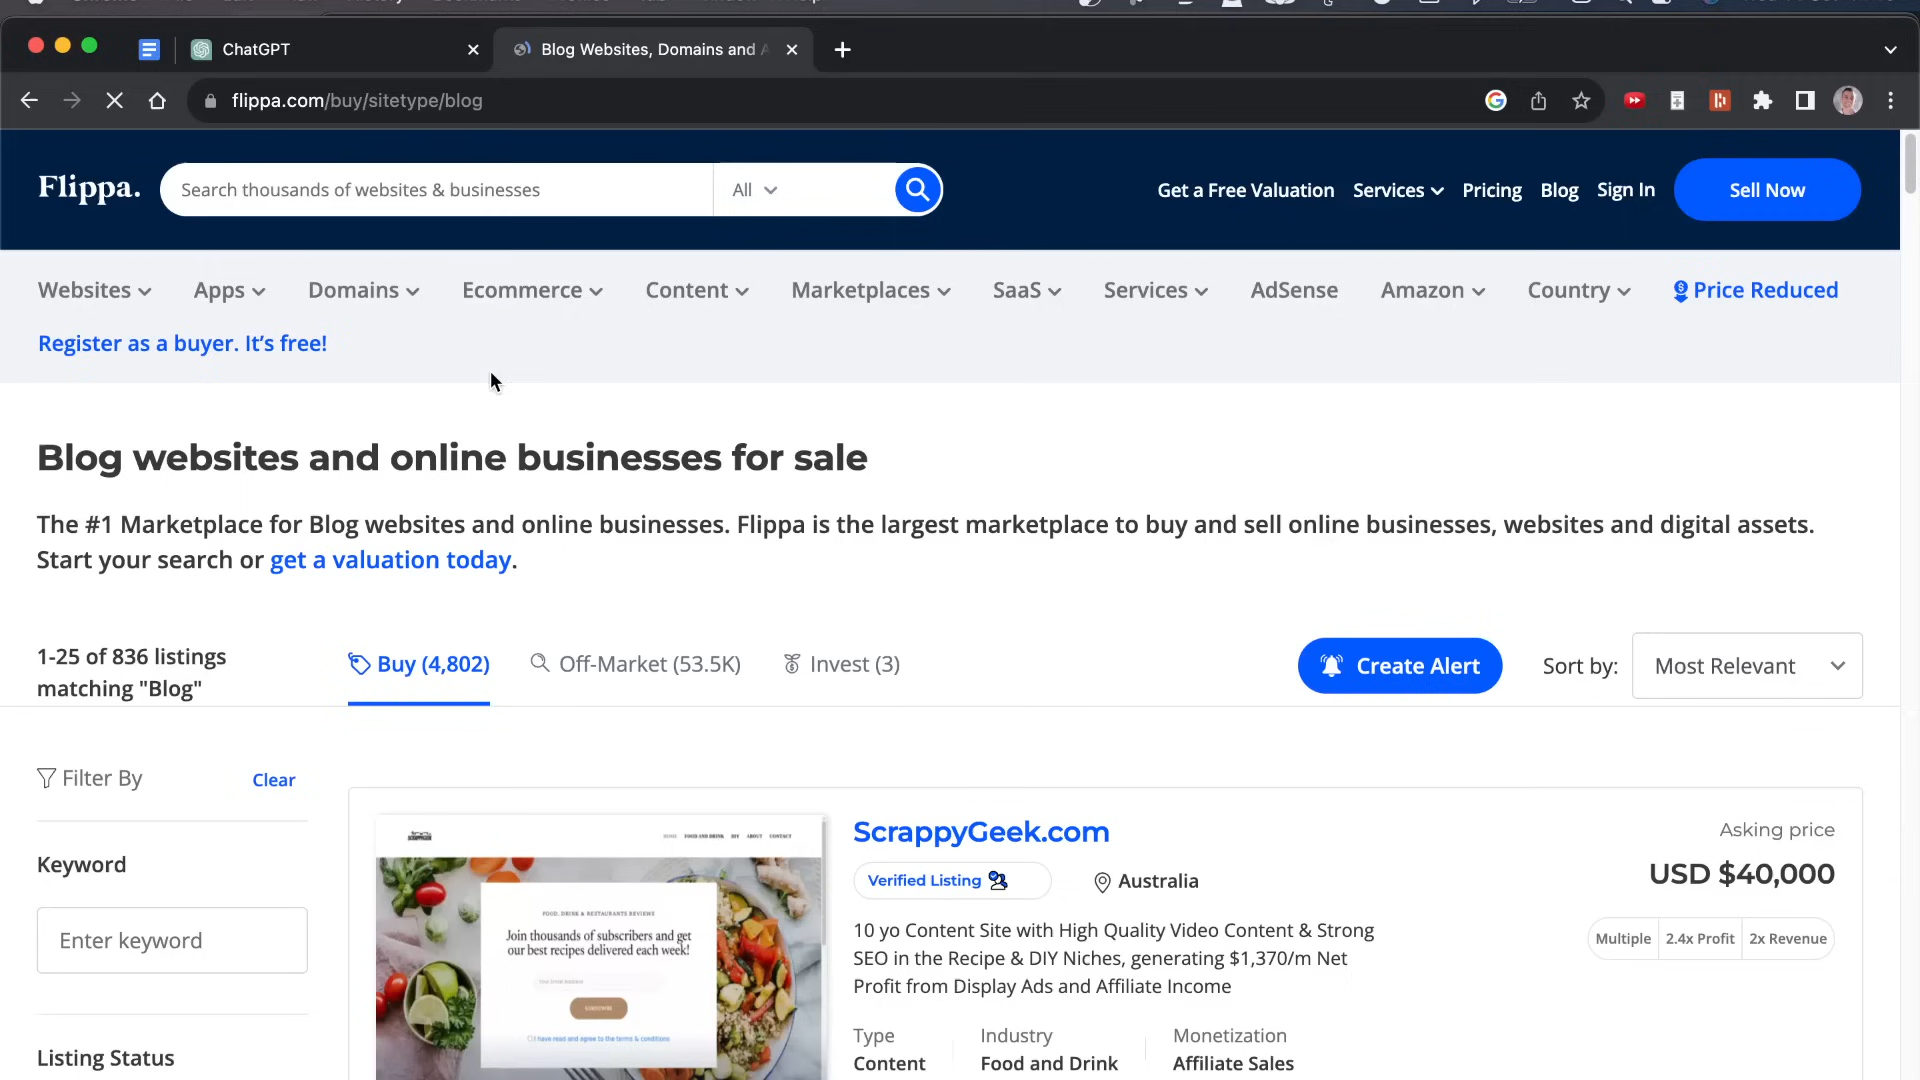 ChatGPT
Blog Websites, Domains and
flippa.com/buy/sitetype/blog
Flippa.
Search thousands of websites & businesses
All
Get a Free Valuation
Services
Pricing
Blog
Sign In
Sell Now
Websites
Apps
Domains
Ecommerce
Content
Marketplaces
SaaS
Services
AdSense
Amazon
Country
Price Reduced
Register as a buyer. It’s free!
Blog websites and online businesses for sale
The #1 Marketplace for Blog websites and online businesses. Flippa is the largest marketplace to buy and sell online businesses, websites and digital assets.
Start your search or get a valuation today.
1-25 of 836 listings
matching "Blog"
Buy (4,802)
Off-Market (53.5K)
Invest (3)
Create Alert
Sort by:
Most Relevant
Filter By
Clear
Keyword
Enter keyword
Listing Status
HOME FOOD AND DRINK DIY ABOUT CONTACT
FOOD, DRINK & RESTAURANTS REVIEWS
Join thousands of subscribers and get
our best recipes delivered each week!
I have read and agree to the terms & conditions
ScrappyGeek.com
Verified Listing
Australia
10 yo Content Site with High Quality Video Content & Strong
SEO in the Recipe & DIY Niches, generating $1,370/m Net
Profit from Display Ads and Affiliate Income
Type
Content
Industry
Food and Drink
Monetization
Affiliate Sales
Asking price
USD $40,000
Multiple
2.4x Profit
2x Revenue